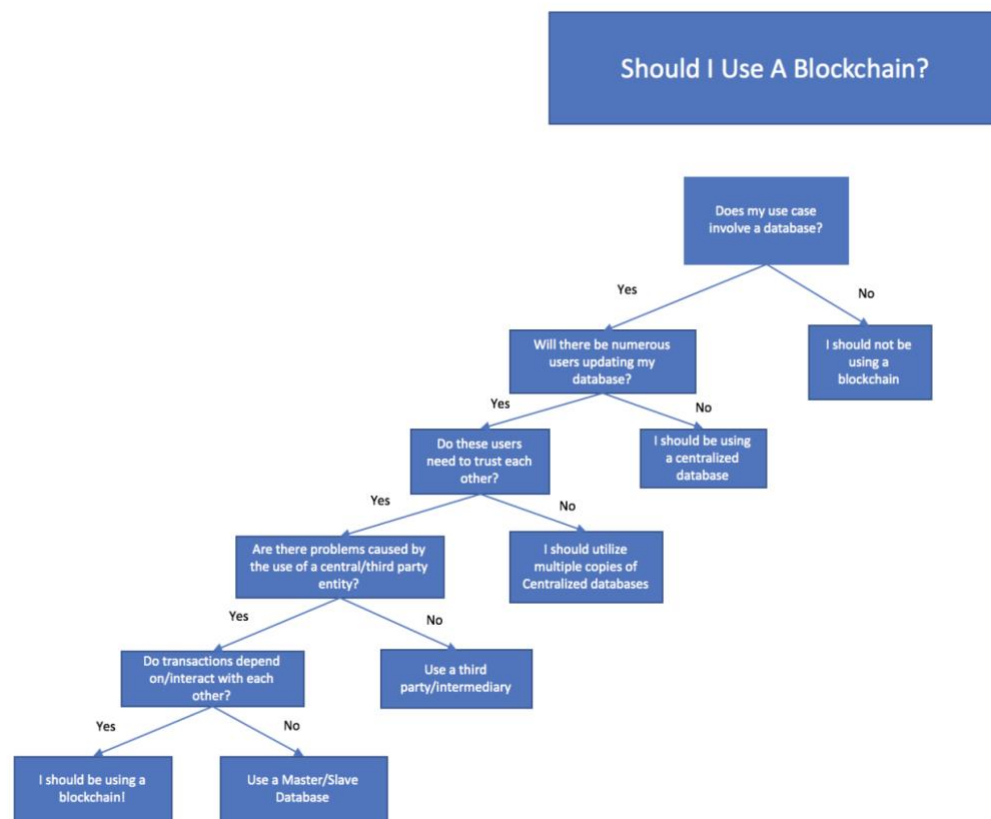 Should I Use A Blockchain?
Does my use case
involve a database?
Yes
No
Will there be numerous
users updating my
database?
I should not be
using a
blockchain
Yes
No
Do these users
need to trust each
other?
I should be using
a centralized
database
Yes
No
Are there problems caused by
the use of a central/third party
entity?
I should utilize
multiple copies of
Centralized databases
Yes
No
Do transactions depend
on/interact with each
other?
Use a third
party/intermediary
Yes
No
I should be using a
blockchain!
Use a Master/Slave
Database